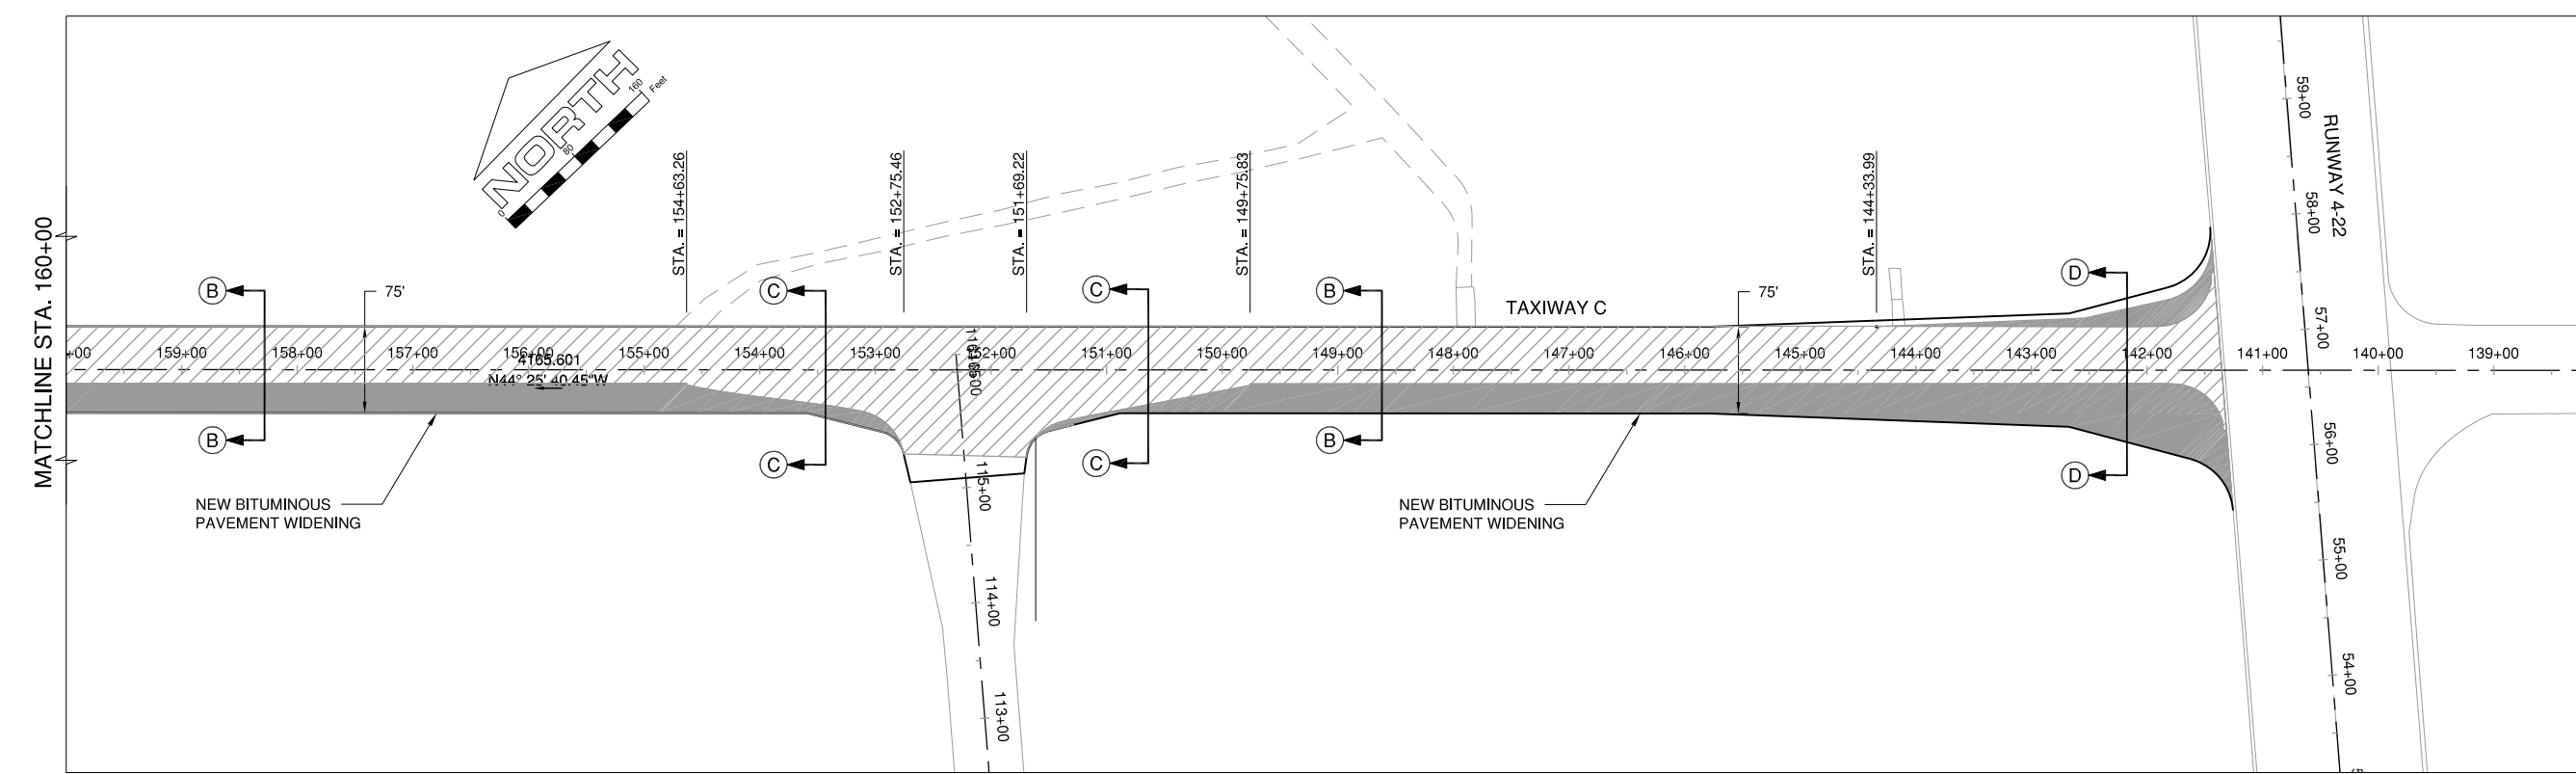 NORTH
0
80
160
Feet
MATCHLINE STA. 160+00
STA. = 154+63.26
STA. = 152+75.46
STA. = 151+69.22
STA. = 149+75.83
STA. = 144+33.99
B
75'
C
C
B
TAXIWAY C
75'
D
+00
159+00
158+00
157+00
156+00
155+00
154+00
153+00
152+00
151+00
150+00
149+00
148+00
147+00
146+00
145+00
144+00
143+00
142+00
141+00
140+00
139+00
4165.601
N44° 25' 40.45"W
B
C
C
B
D
NEW BITUMINOUS
PAVEMENT WIDENING
NEW BITUMINOUS
PAVEMENT WIDENING
115+00
114+00
113+00
RUNWAY 4-22
59+00
58+00
57+00
56+00
55+00
54+00